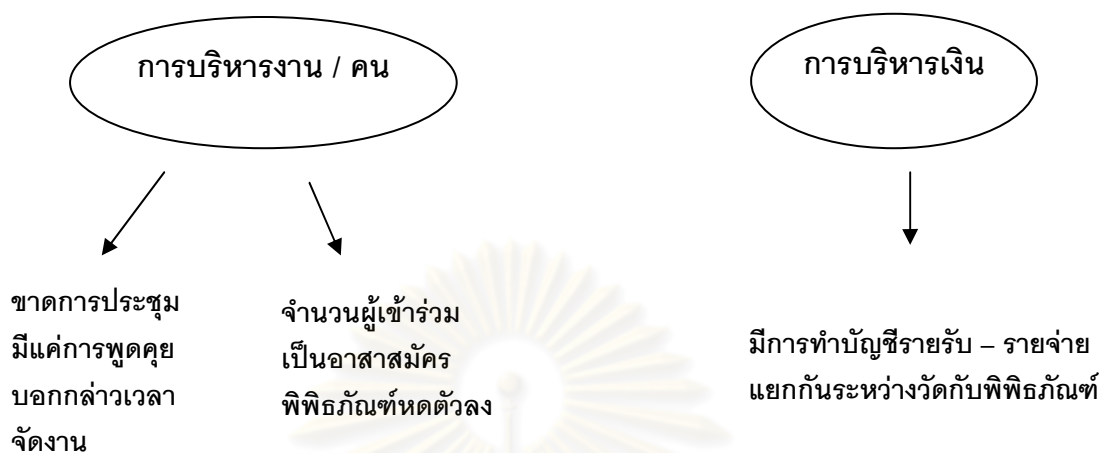 การบริหารงาน / คน
การบริหารเงิน
ขาดการประชุม
มีแค่การพูดคุย
บอกกล่าวเวลา
จัดงาน
จำนวนผู้เข้าร่วม
เป็นอาสาสมัคร
พิพิธภัณฑ์หดตัวลง
มีการทำบัญชีรายรับ – รายจ่าย
แยกกันระหว่างวัดกับพิพิธภัณฑ์